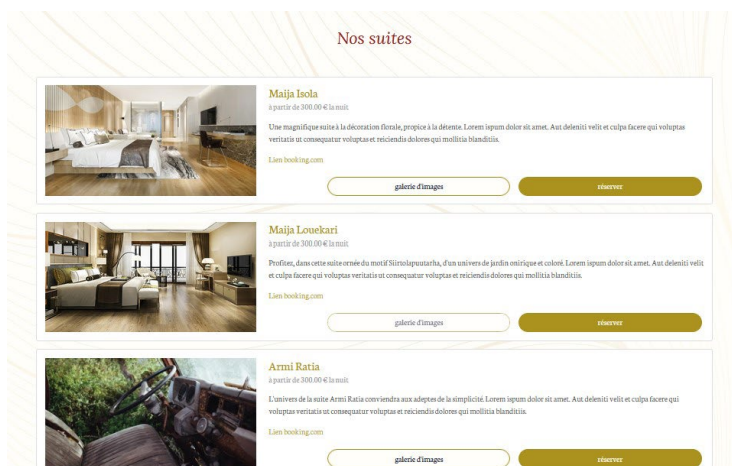 Nos suites
Maija Isola
à partir de 300.00 € la nuit
Une magnifique suite à la décoration florale, propice à la détente. Lorem ispum dolor sit amet. Aut deleniti velit et culpa facere qui voluptas
veritatis ut consequatur voluptas et reiciendis dolores qui mollitia blanditiis.
Lien booking.com
galerie d'images
réserver
Maija Louekari
à partir de 300.00 € la nuit
Profitez, dans cette suite ornée du motif Siirtolapuutarha, d'un univers de jardin onirique et coloré. Lorem ispum dolor sit amet. Aut deleniti velit
et culpa facere qui voluptas veritatis ut consequatur voluptas et reiciendis dolores qui mollitia blanditiis.
Lien booking.com
galerie d'images
réserver
Armi Ratia
à partir de 300.00 € la nuit
L'univers de la suite Armi Ratia conviendra aux adeptes de la simplicité. Lorem ispum dolor sit amet. Aut deleniti velit et culpa facere qui
voluptas veritatis ut consequatur voluptas et reiciendis dolores qui mollitia blanditiis.
Lien booking.com
galerie d'images
réserver